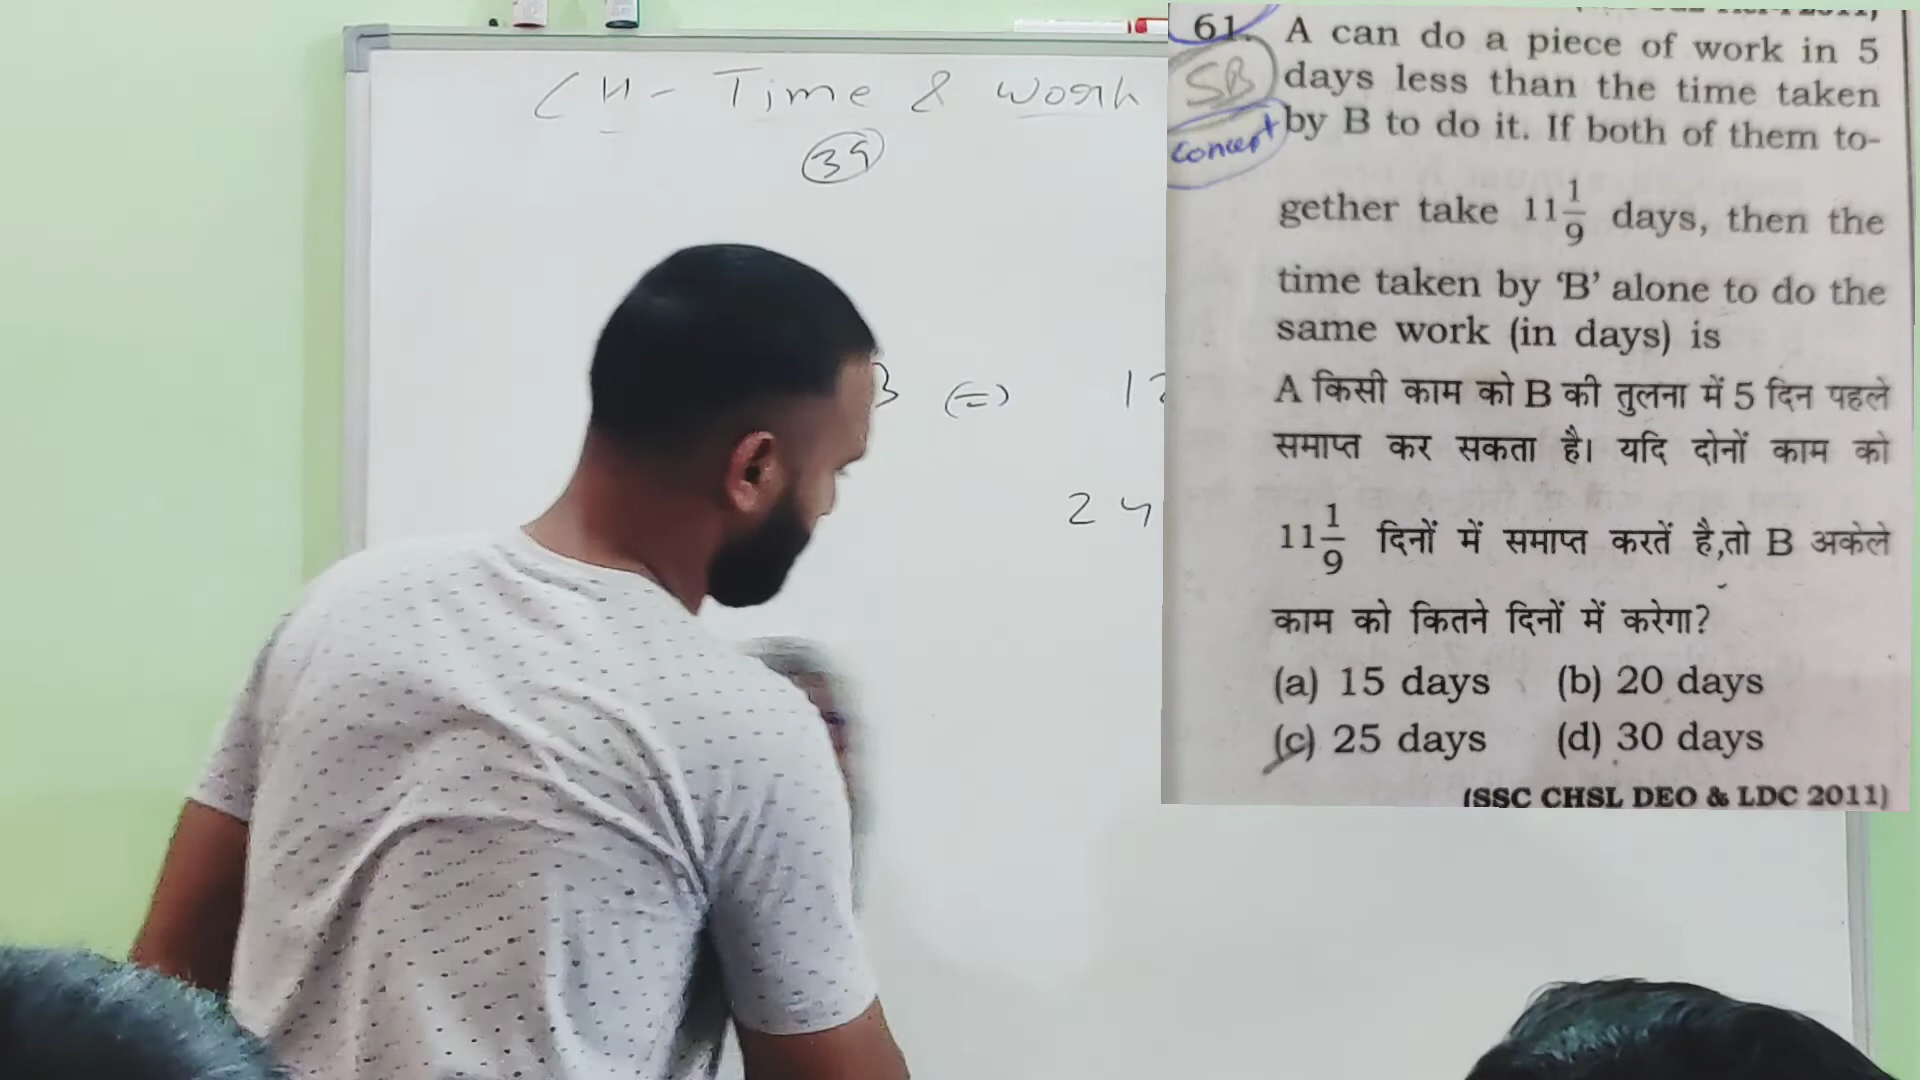 CH - Time & Work
39
B (=) 12
24
61. A can do a piece of work in 5
SB
days less than the time taken
concept
by B to do it. If both of them to-
gether take 11 1/9 days, then the
time taken by ‘B’ alone to do the
same work (in days) is
A किसी काम को B की तुलना में 5 दिन पहले
समाप्त कर सकता है। यदि दोनों काम को
11 1/9 दिनों में समाप्त करतें है,तो B अकेले
काम को कितने दिनों में करेगा?
(a) 15 days (b) 20 days
(c) 25 days (d) 30 days
(SSC CHSL DEO & LDC 2011)